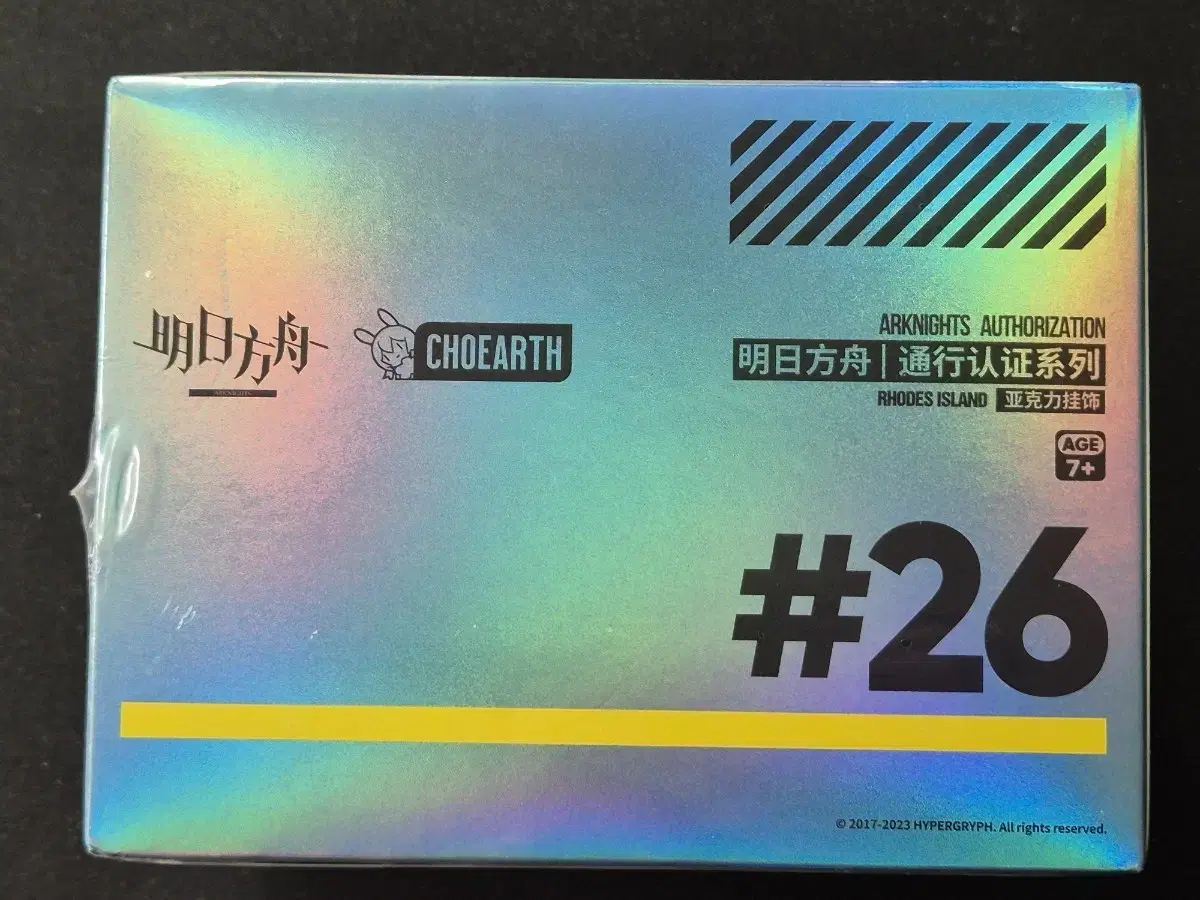 明日方舟
ARKNIGHTS
CHOEARTH
ARKNIGHTS AUTHORIZATION
明日方舟｜通行认证系列
RHODES ISLAND 亚克力挂饰
AGE
7+
#26
© 2017-2023 HYPERGRYPH. All rights reserved.